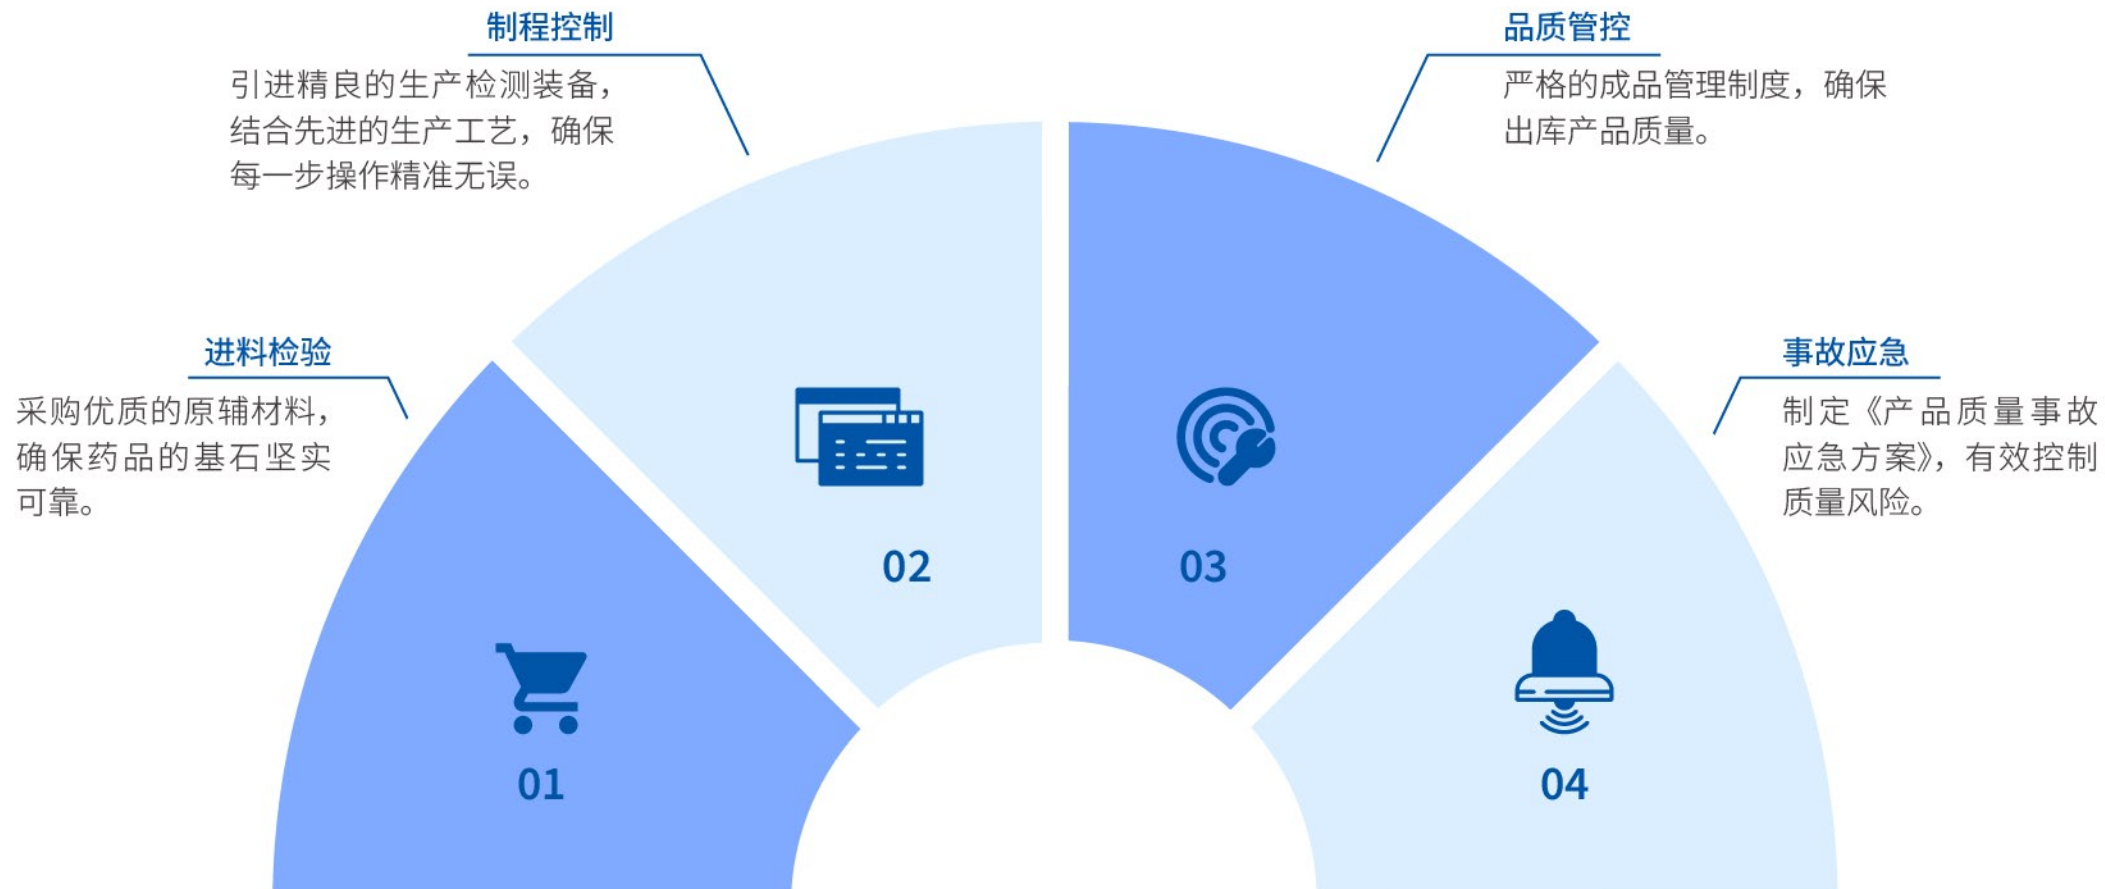 制程控制
引进精良的生产检测装备，
结合先进的生产工艺，确保
每一步操作精准无误。
品质管控
严格的成品管理制度，确保
出库产品质量。
进料检验
采购优质的原辅材料，
确保药品的基石坚实
可靠。
事故应急
制定《产品质量事故
应急方案》，有效控制
质量风险。
02
03
01
04